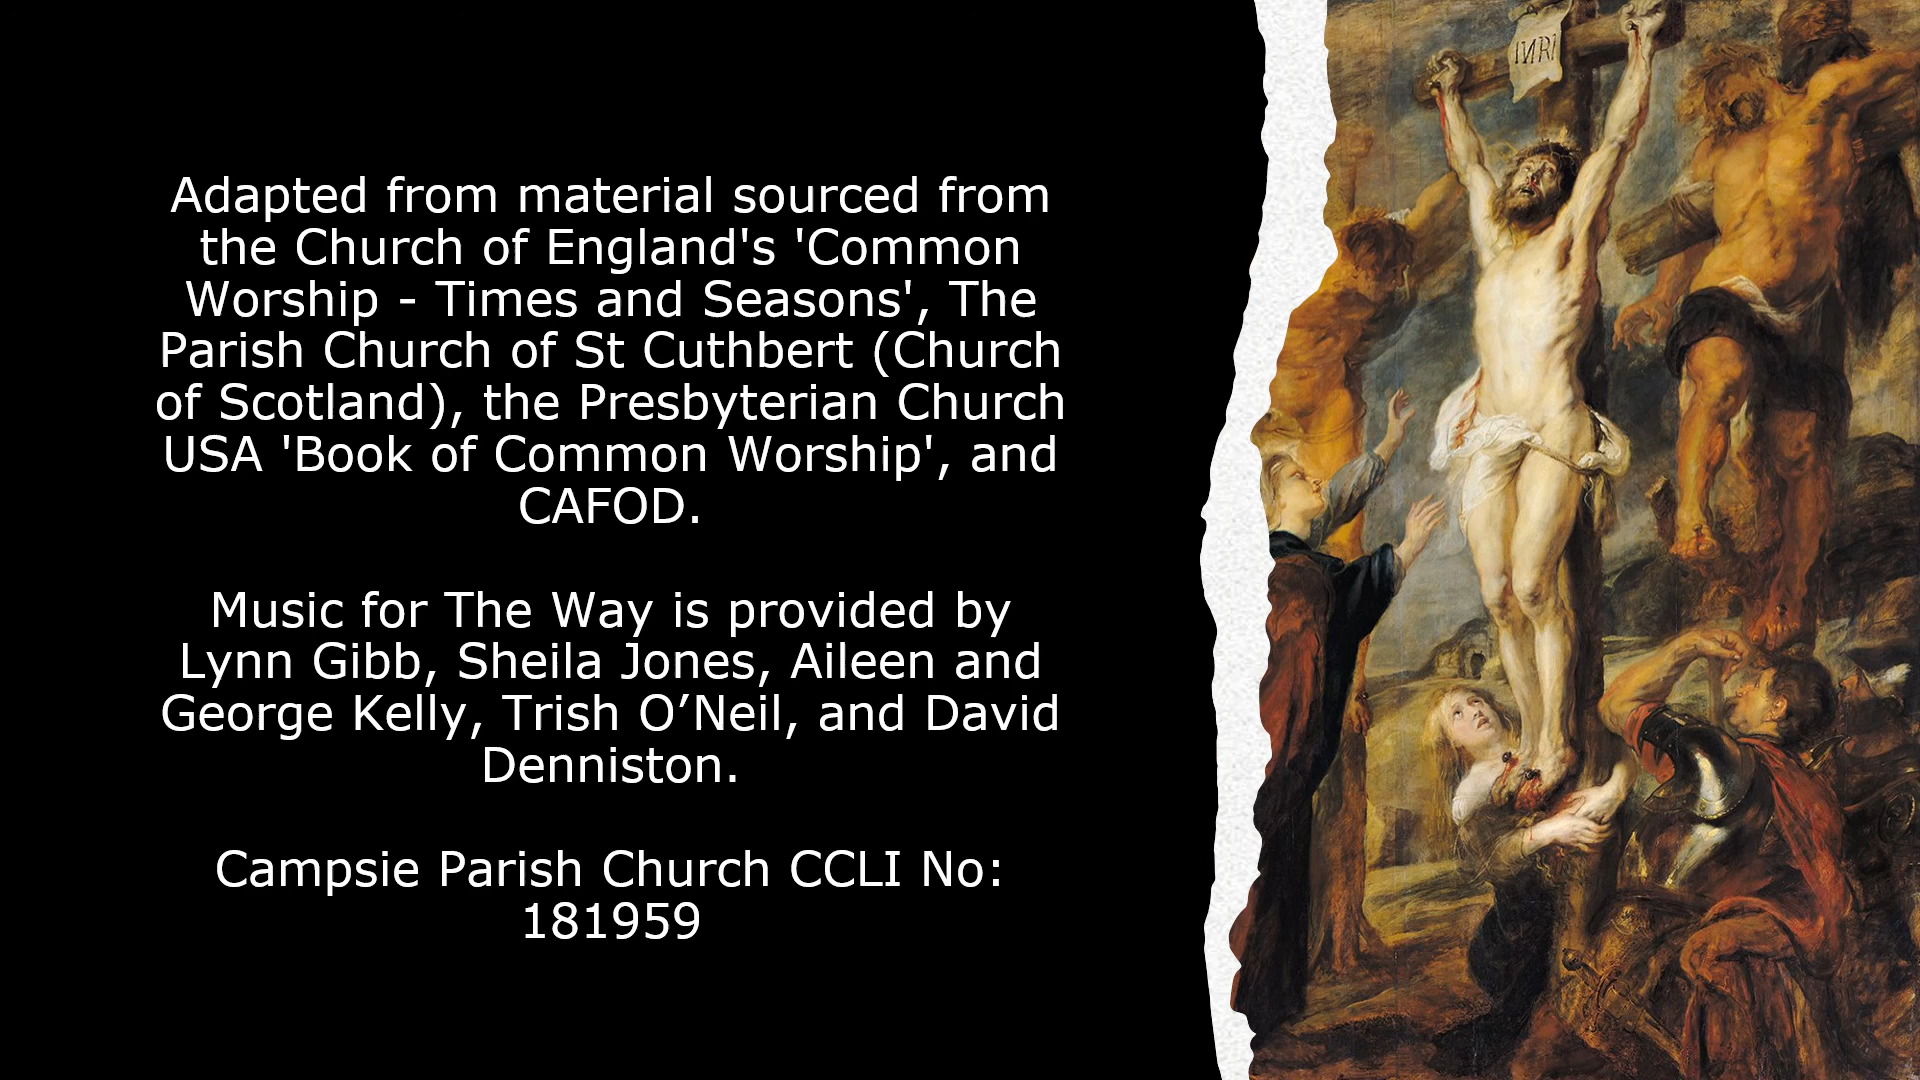 Adapted from material sourced from
the Church of England's 'Common
Worship - Times and Seasons', The
Parish Church of St Cuthbert (Church
of Scotland), the Presbyterian Church
USA 'Book of Common Worship', and
CAFOD.
Music for The Way is provided by
Lynn Gibb, Sheila Jones, Aileen and
George Kelly, Trish O’Neil, and David
Denniston.
Campsie Parish Church CCLI No:
181959
INRI